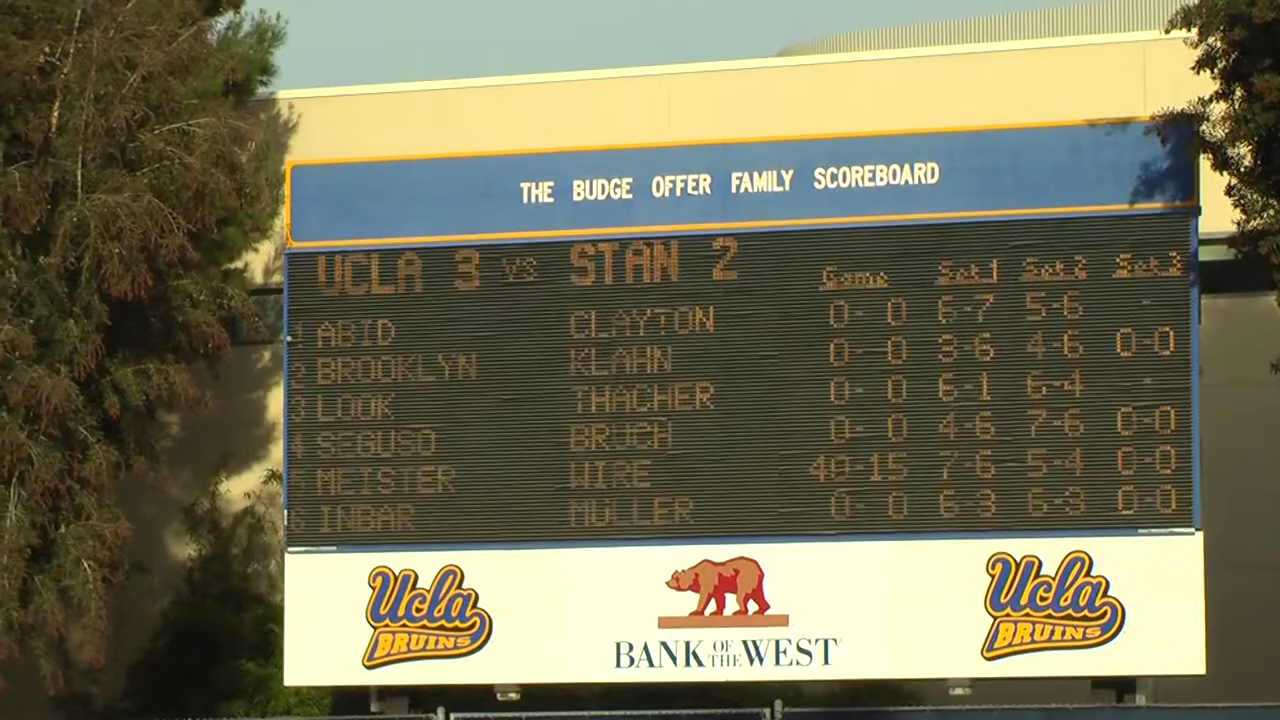 THE BUDGE OFFER FAMILY SCOREBOARD
UCLA 3 VS STAN 2
Game Set 1 Set 2 Set 3
1 ABID CLAYTON 0- 0 6-7 5-6 -
2 BROOKLYN KLAHN 0- 0 3-6 4-6 0-0
3 LOOK THACHER 0- 0 6-1 6-4 -
4 SEGUSO BRUCH 0- 0 4-6 7-6 0-0
5 MEISTER WIRE 40-15 7-6 5-4 0-0
6 INBAR MULLER 0- 0 6-3 6-3 0-0
Ucla BRUINS
BANK OF THE WEST
Ucla BRUINS